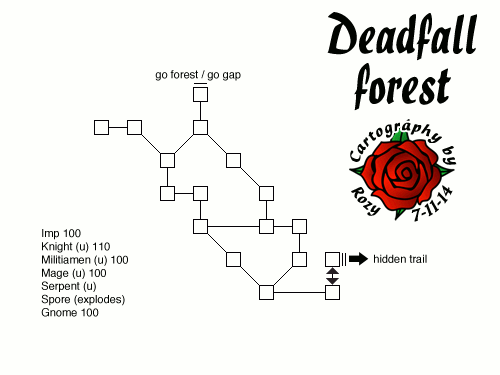 Deadfall
forest
go forest / go gap
Cartography by
Rozy 7-11-14
Imp 100
Knight (u) 110
Militiamen (u) 100
Mage (u) 100
Serpent (u)
Spore (explodes)
Gnome 100
hidden trail